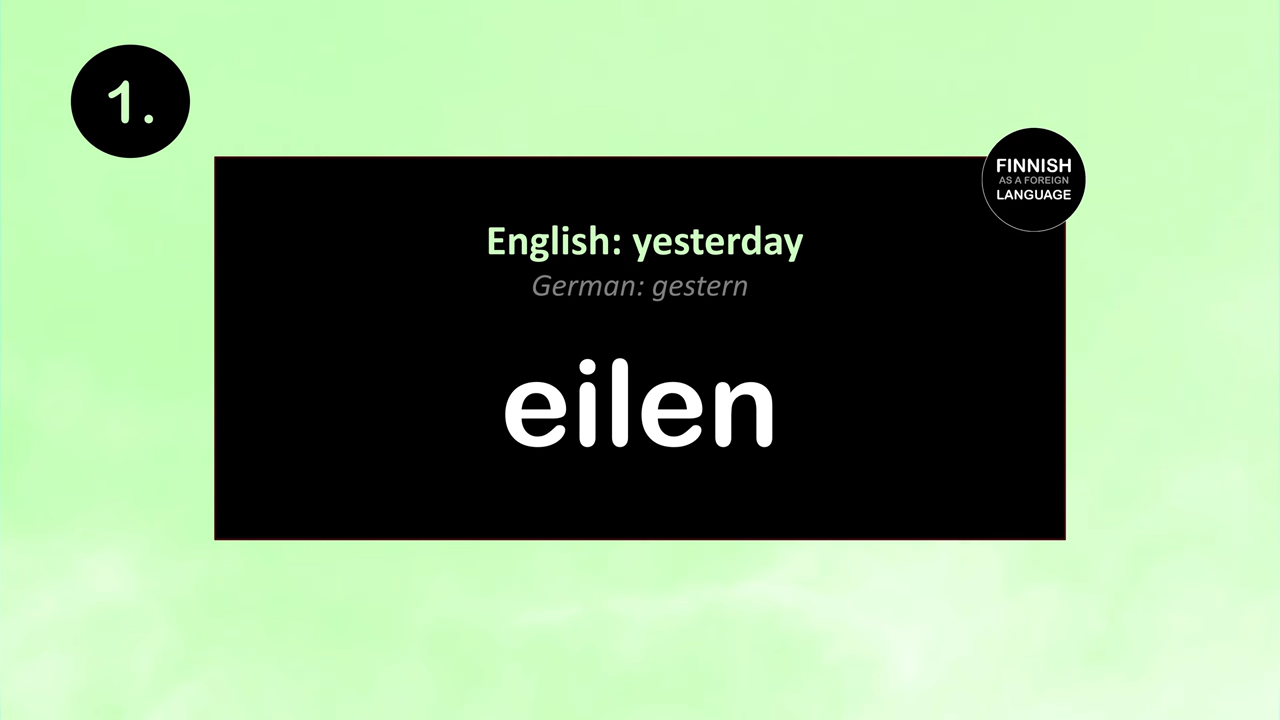 1.
FINNISH
AS A FOREIGN
LANGUAGE
English: yesterday
German: gestern
eilen